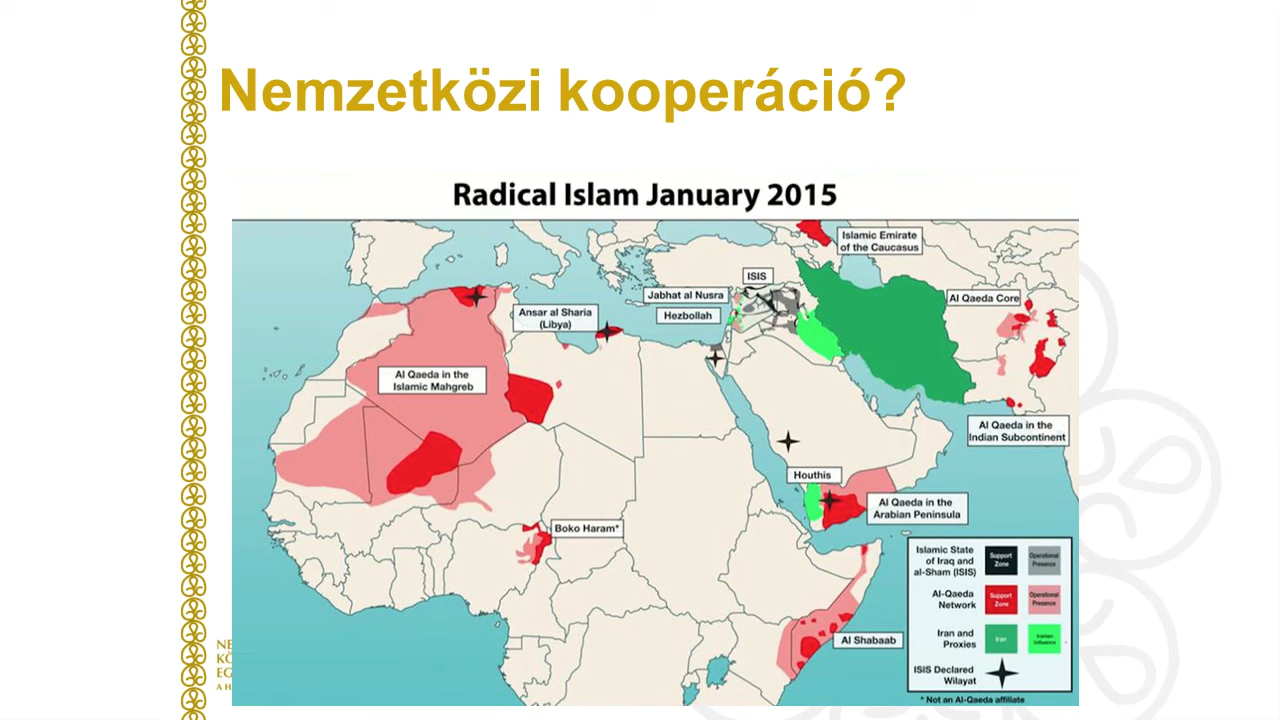 Nemzetközi kooperáció?
Radical Islam January 2015
Islamic Emirate
of the Caucasus
ISIS
Jabhat al Nusra
Al Qaeda Core
Ansar al Sharia
(Libya)
Hezbollah
Al Qaeda in the
Islamic Mahgreb
Al Qaeda in the
Indian Subcontinent
Houthis
Al Qaeda in the
Arabian Peninsula
Boko Haram*
Al Shabaab
Islamic State
of Iraq and
al-Sham (ISIS)
Support
Zone
Operational
Presence
Al-Qaeda
Network
Support
Zone
Operational
Presence
Iran and
Proxies
Iran
Iranian
Influence
ISIS Declared
Wilayat
* Not an Al-Qaeda affiliate
NE
KÖ
EG
A H